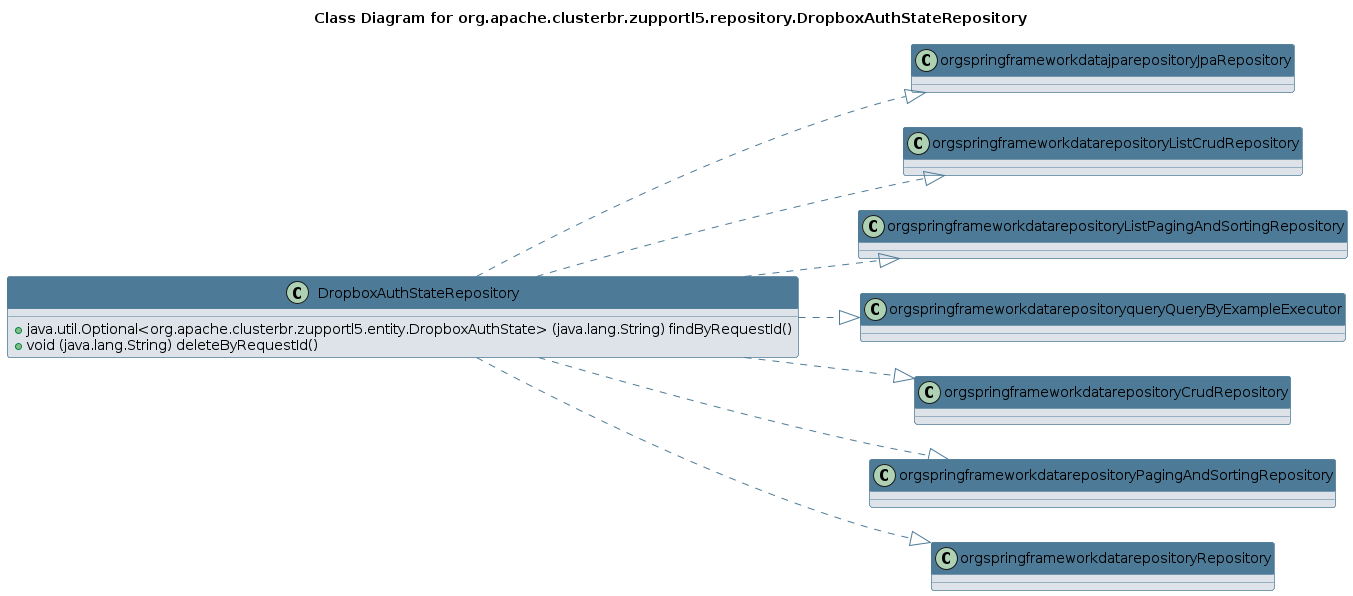 Class Diagram for org.apache.clusterbr.zupportl5.repository.DropboxAuthStateRepository
C orgspringframeworkdatajparepositoryJpaRepository
C orgspringframeworkdatarepositoryListCrudRepository
C orgspringframeworkdatarepositoryListPagingAndSortingRepository
C DropboxAuthStateRepository
java.util.Optional<org.apache.clusterbr.zupportl5.entity.DropboxAuthState> (java.lang.String) findByRequestId()
void (java.lang.String) deleteByRequestId()
C orgspringframeworkdatarepositoryqueryQueryByExampleExecutor
C orgspringframeworkdatarepositoryCrudRepository
C orgspringframeworkdatarepositoryPagingAndSortingRepository
C orgspringframeworkdatarepositoryRepository